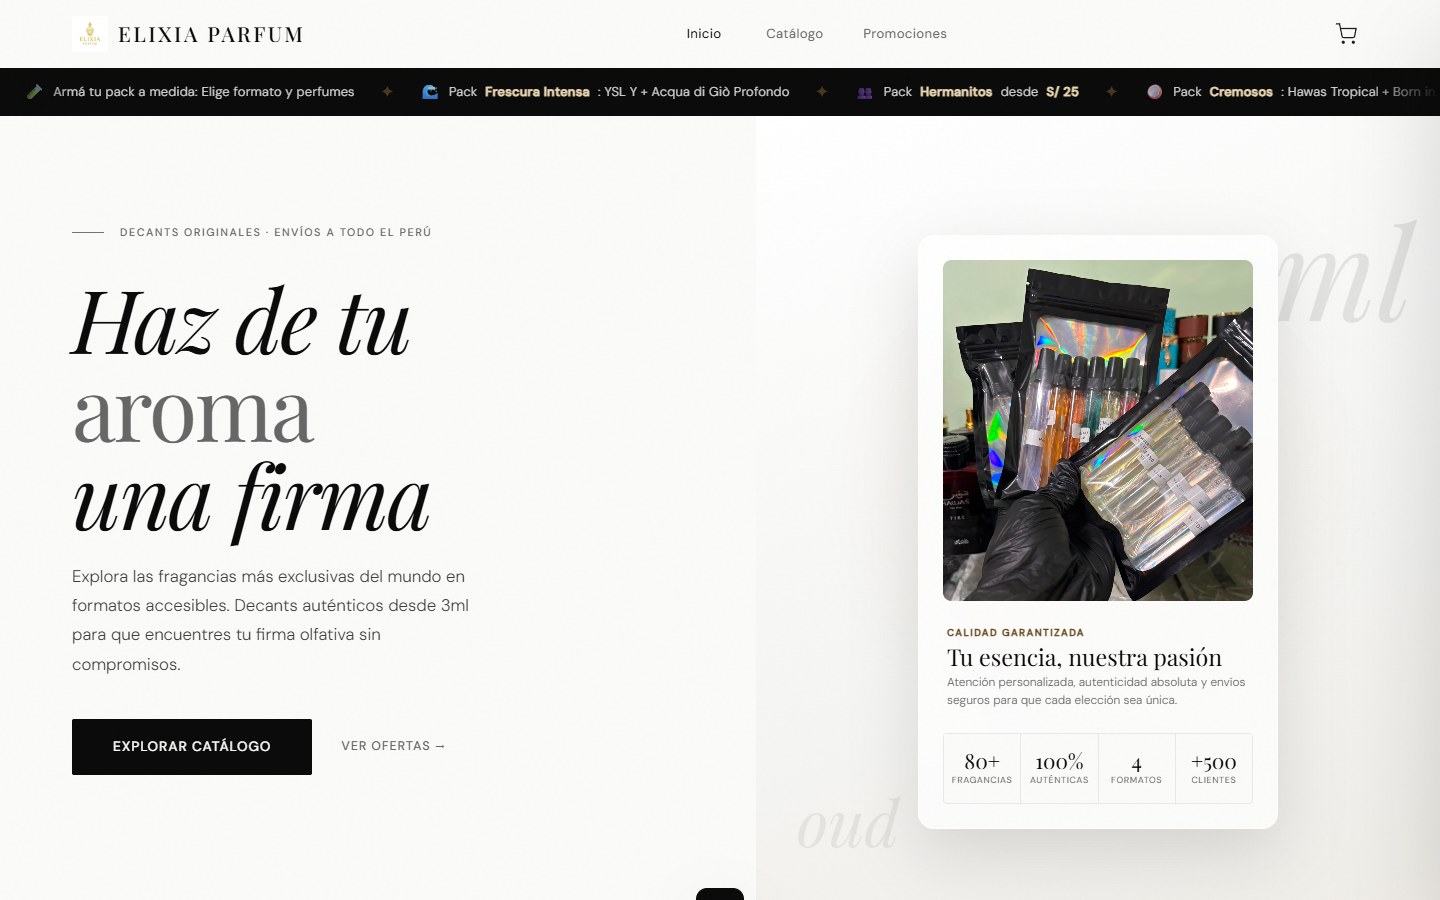 ELIXIA
PARFUM
ELIXIA PARFUM
Inicio
Catálogo
Promociones
Armá tu pack a medida: Elige formato y perfumes ✦ Pack Frescura Intensa : YSL Y + Acqua di Giò Profondo ✦ Pack Hermanitos desde S/ 25 ✦ Pack Cremosos : Hawas Tropical + Born in
DECANTS ORIGINALES · ENVÍOS A TODO EL PERÚ
Haz de tu
aroma
una firma
Explora las fragancias más exclusivas del mundo en
formatos accesibles. Decants auténticos desde 3ml
para que encuentres tu firma olfativa sin
compromisos.
EXPLORAR CATÁLOGO
VER OFERTAS →
ml
oud
CALIDAD GARANTIZADA
Tu esencia, nuestra pasión
Atención personalizada, autenticidad absoluta y envíos
seguros para que cada elección sea única.
80+
FRAGANCIAS
100%
AUTÉNTICAS
4
FORMATOS
+500
CLIENTES